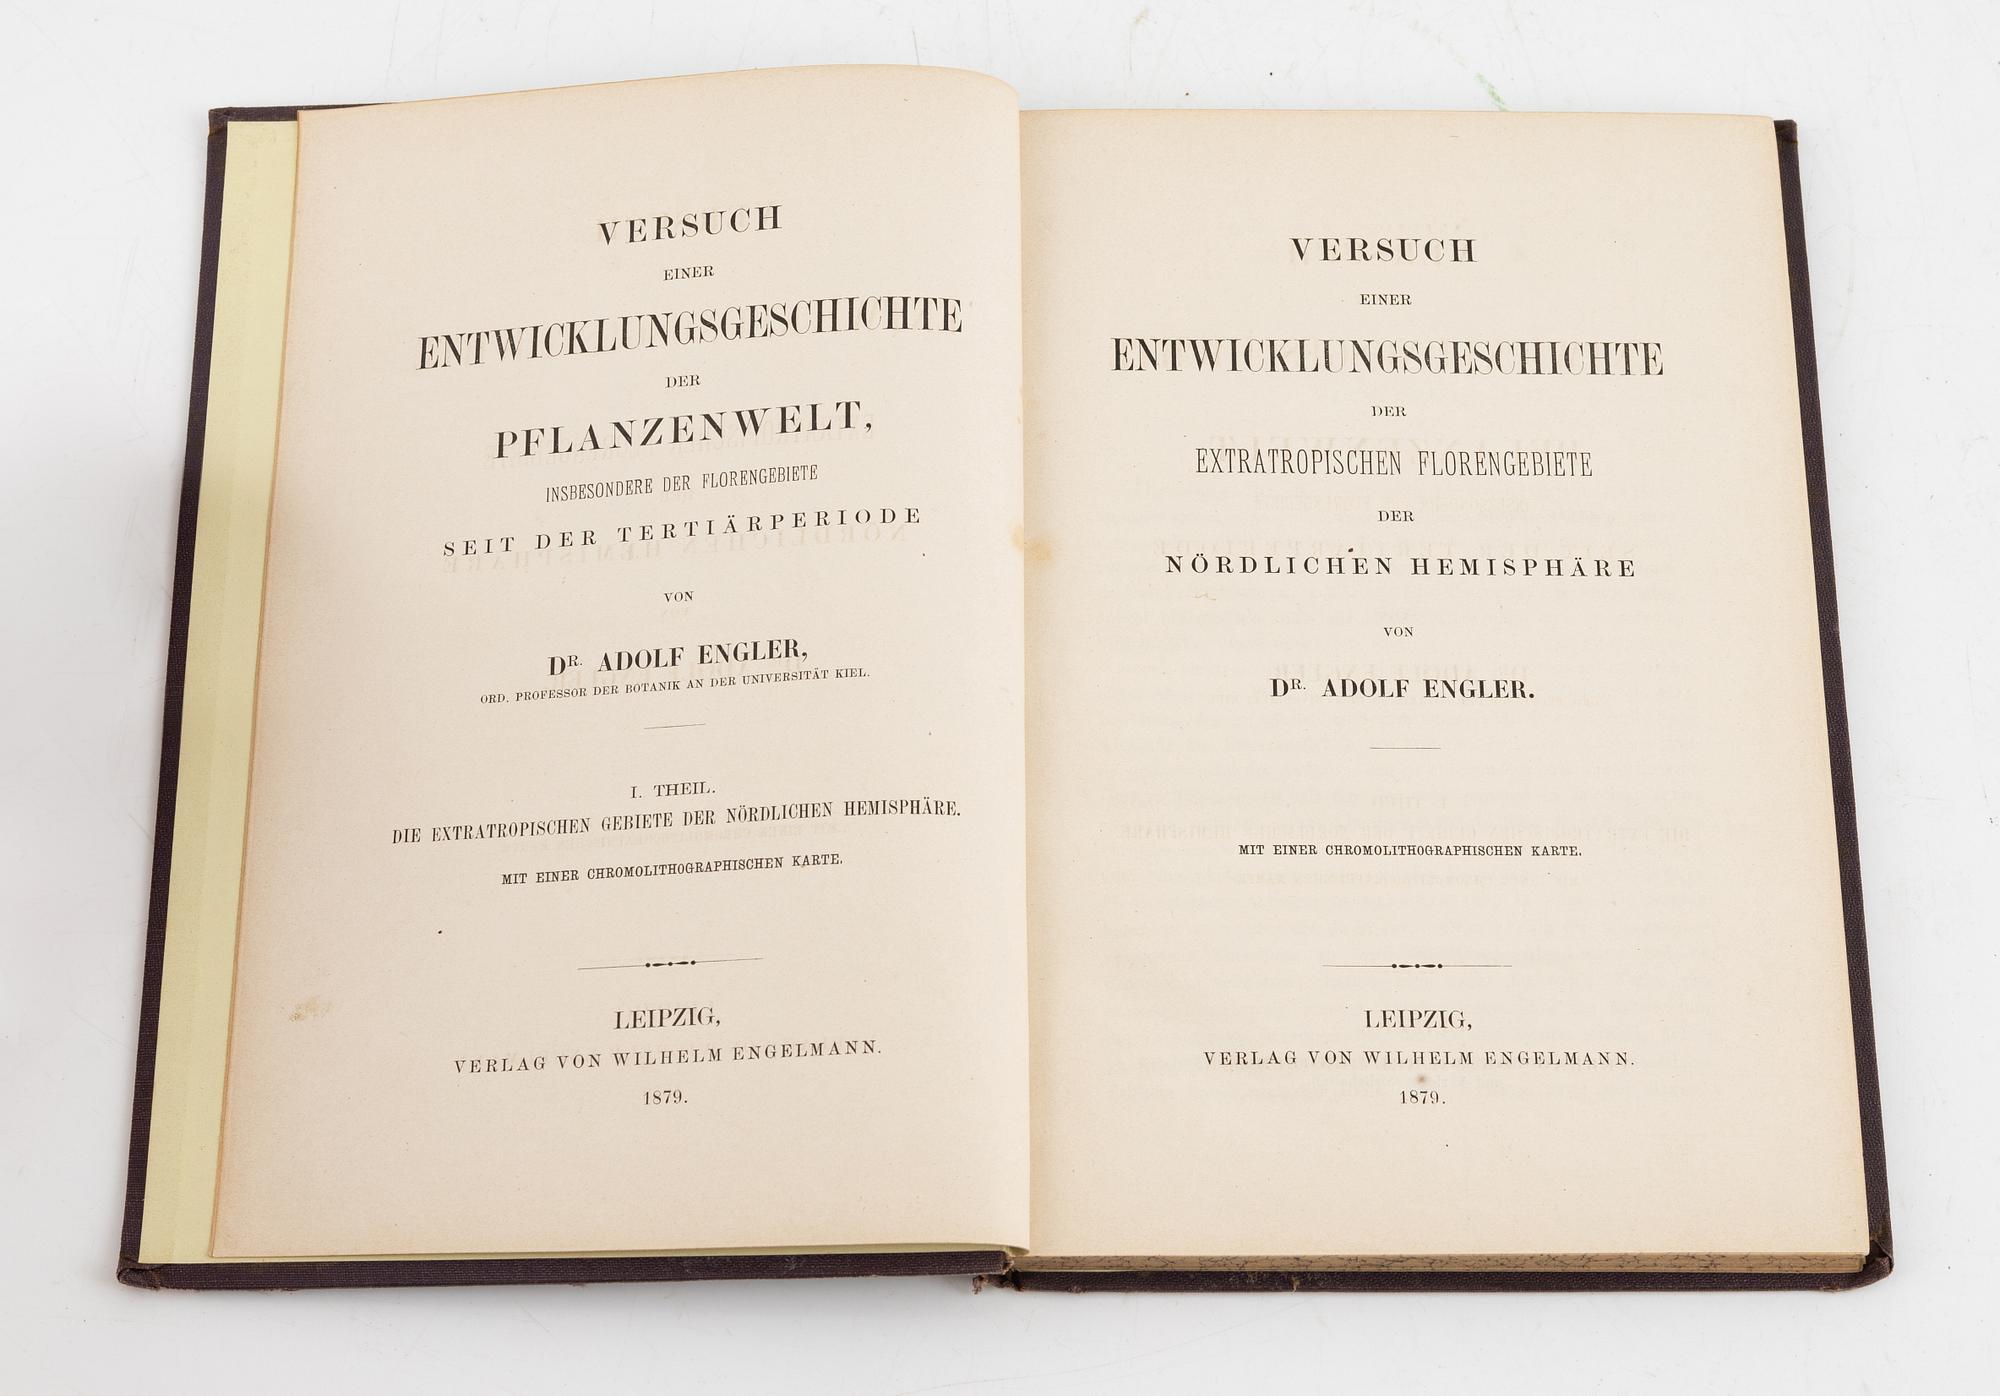 VERSUCH
EINER
ENTWICKLUNGSGESCHICHTE
DER
PFLANZENWELT,
INSBESONDERE DER FLORENGEBIETE
SEIT DER TERTIÄRPERIODE
VON
DR. ADOLF ENGLER,
ORD. PROFESSOR DER BOTANIK AN DER UNIVERSITÄT KIEL.
I. THEIL.
DIE EXTRATROPISCHEN GEBIETE DER NÖRDLICHEN HEMISPHÄRE.
MIT EINER CHROMOLITHOGRAPHISCHEN KARTE.
LEIPZIG,
VERLAG VON WILHELM ENGELMANN.
1879.
VERSUCH
EINER
ENTWICKLUNGSGESCHICHTE
DER
EXTRATROPISCHEN FLORENGEBIETE
DER
NÖRDLICHEN HEMISPHÄRE
VON
DR. ADOLF ENGLER.
MIT EINER CHROMOLITHOGRAPHISCHEN KARTE.
LEIPZIG,
VERLAG VON WILHELM ENGELMANN.
1879.